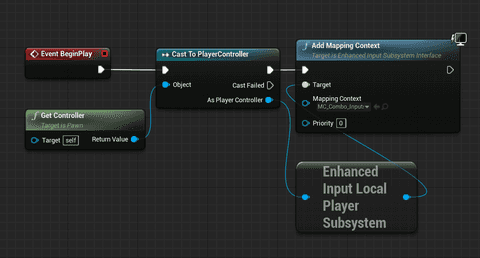 Event BeginPlay
Cast To PlayerController
Object
Cast Failed
As Player Controller
Get Controller
Target is Pawn
Target self
Return Value
Add Mapping Context
Target is Enhanced Input Subsystem Interface
Target
Mapping Context
MC_Combo_Inputs
Priority 0
Enhanced
Input Local
Player
Subsystem